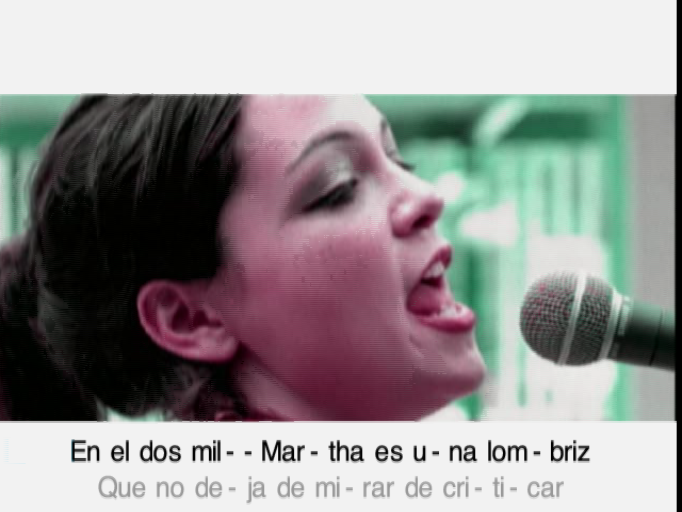 En el dos mil - - Mar - tha es u - na lom - briz
Que no de - ja de mi - rar de cri - ti - car